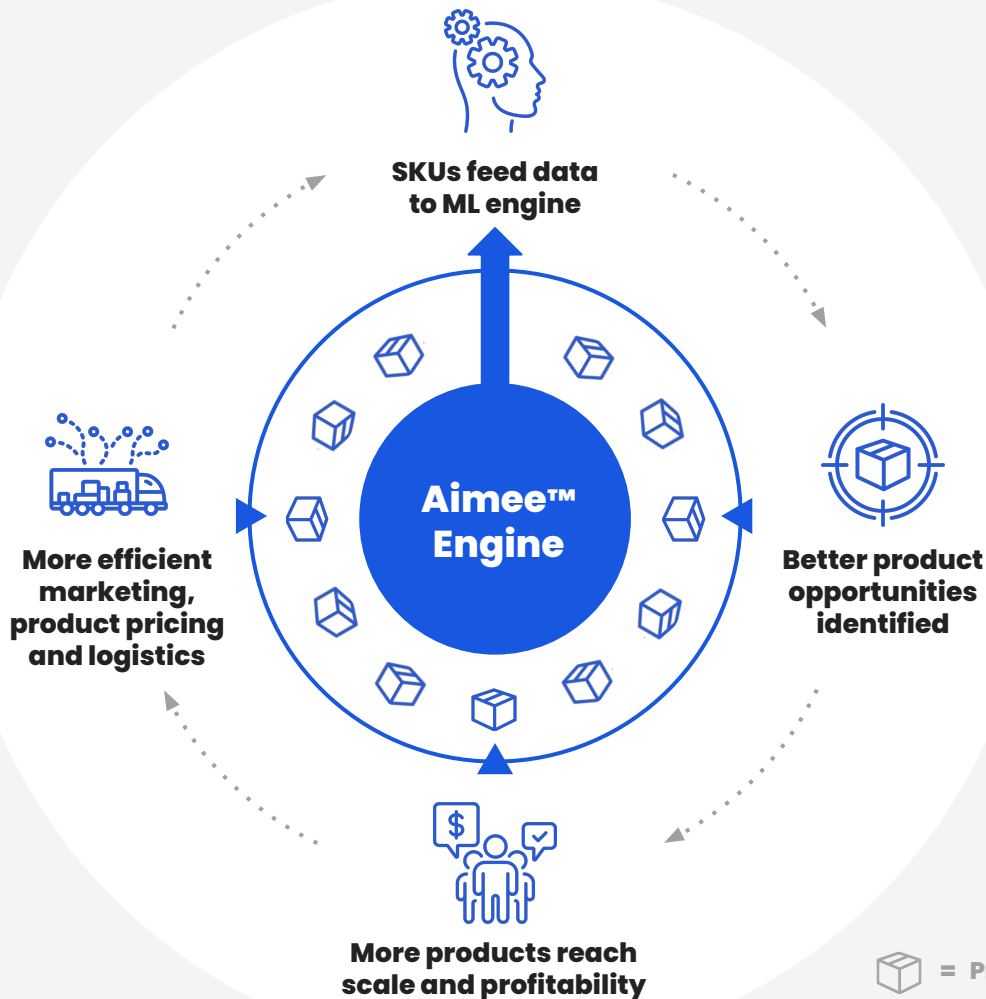 SKUs feed data
to ML engine
Aimee™
Engine
More efficient
marketing,
product pricing
and logistics
Better product
opportunities
identified
$
More products reach
scale and profitability
=